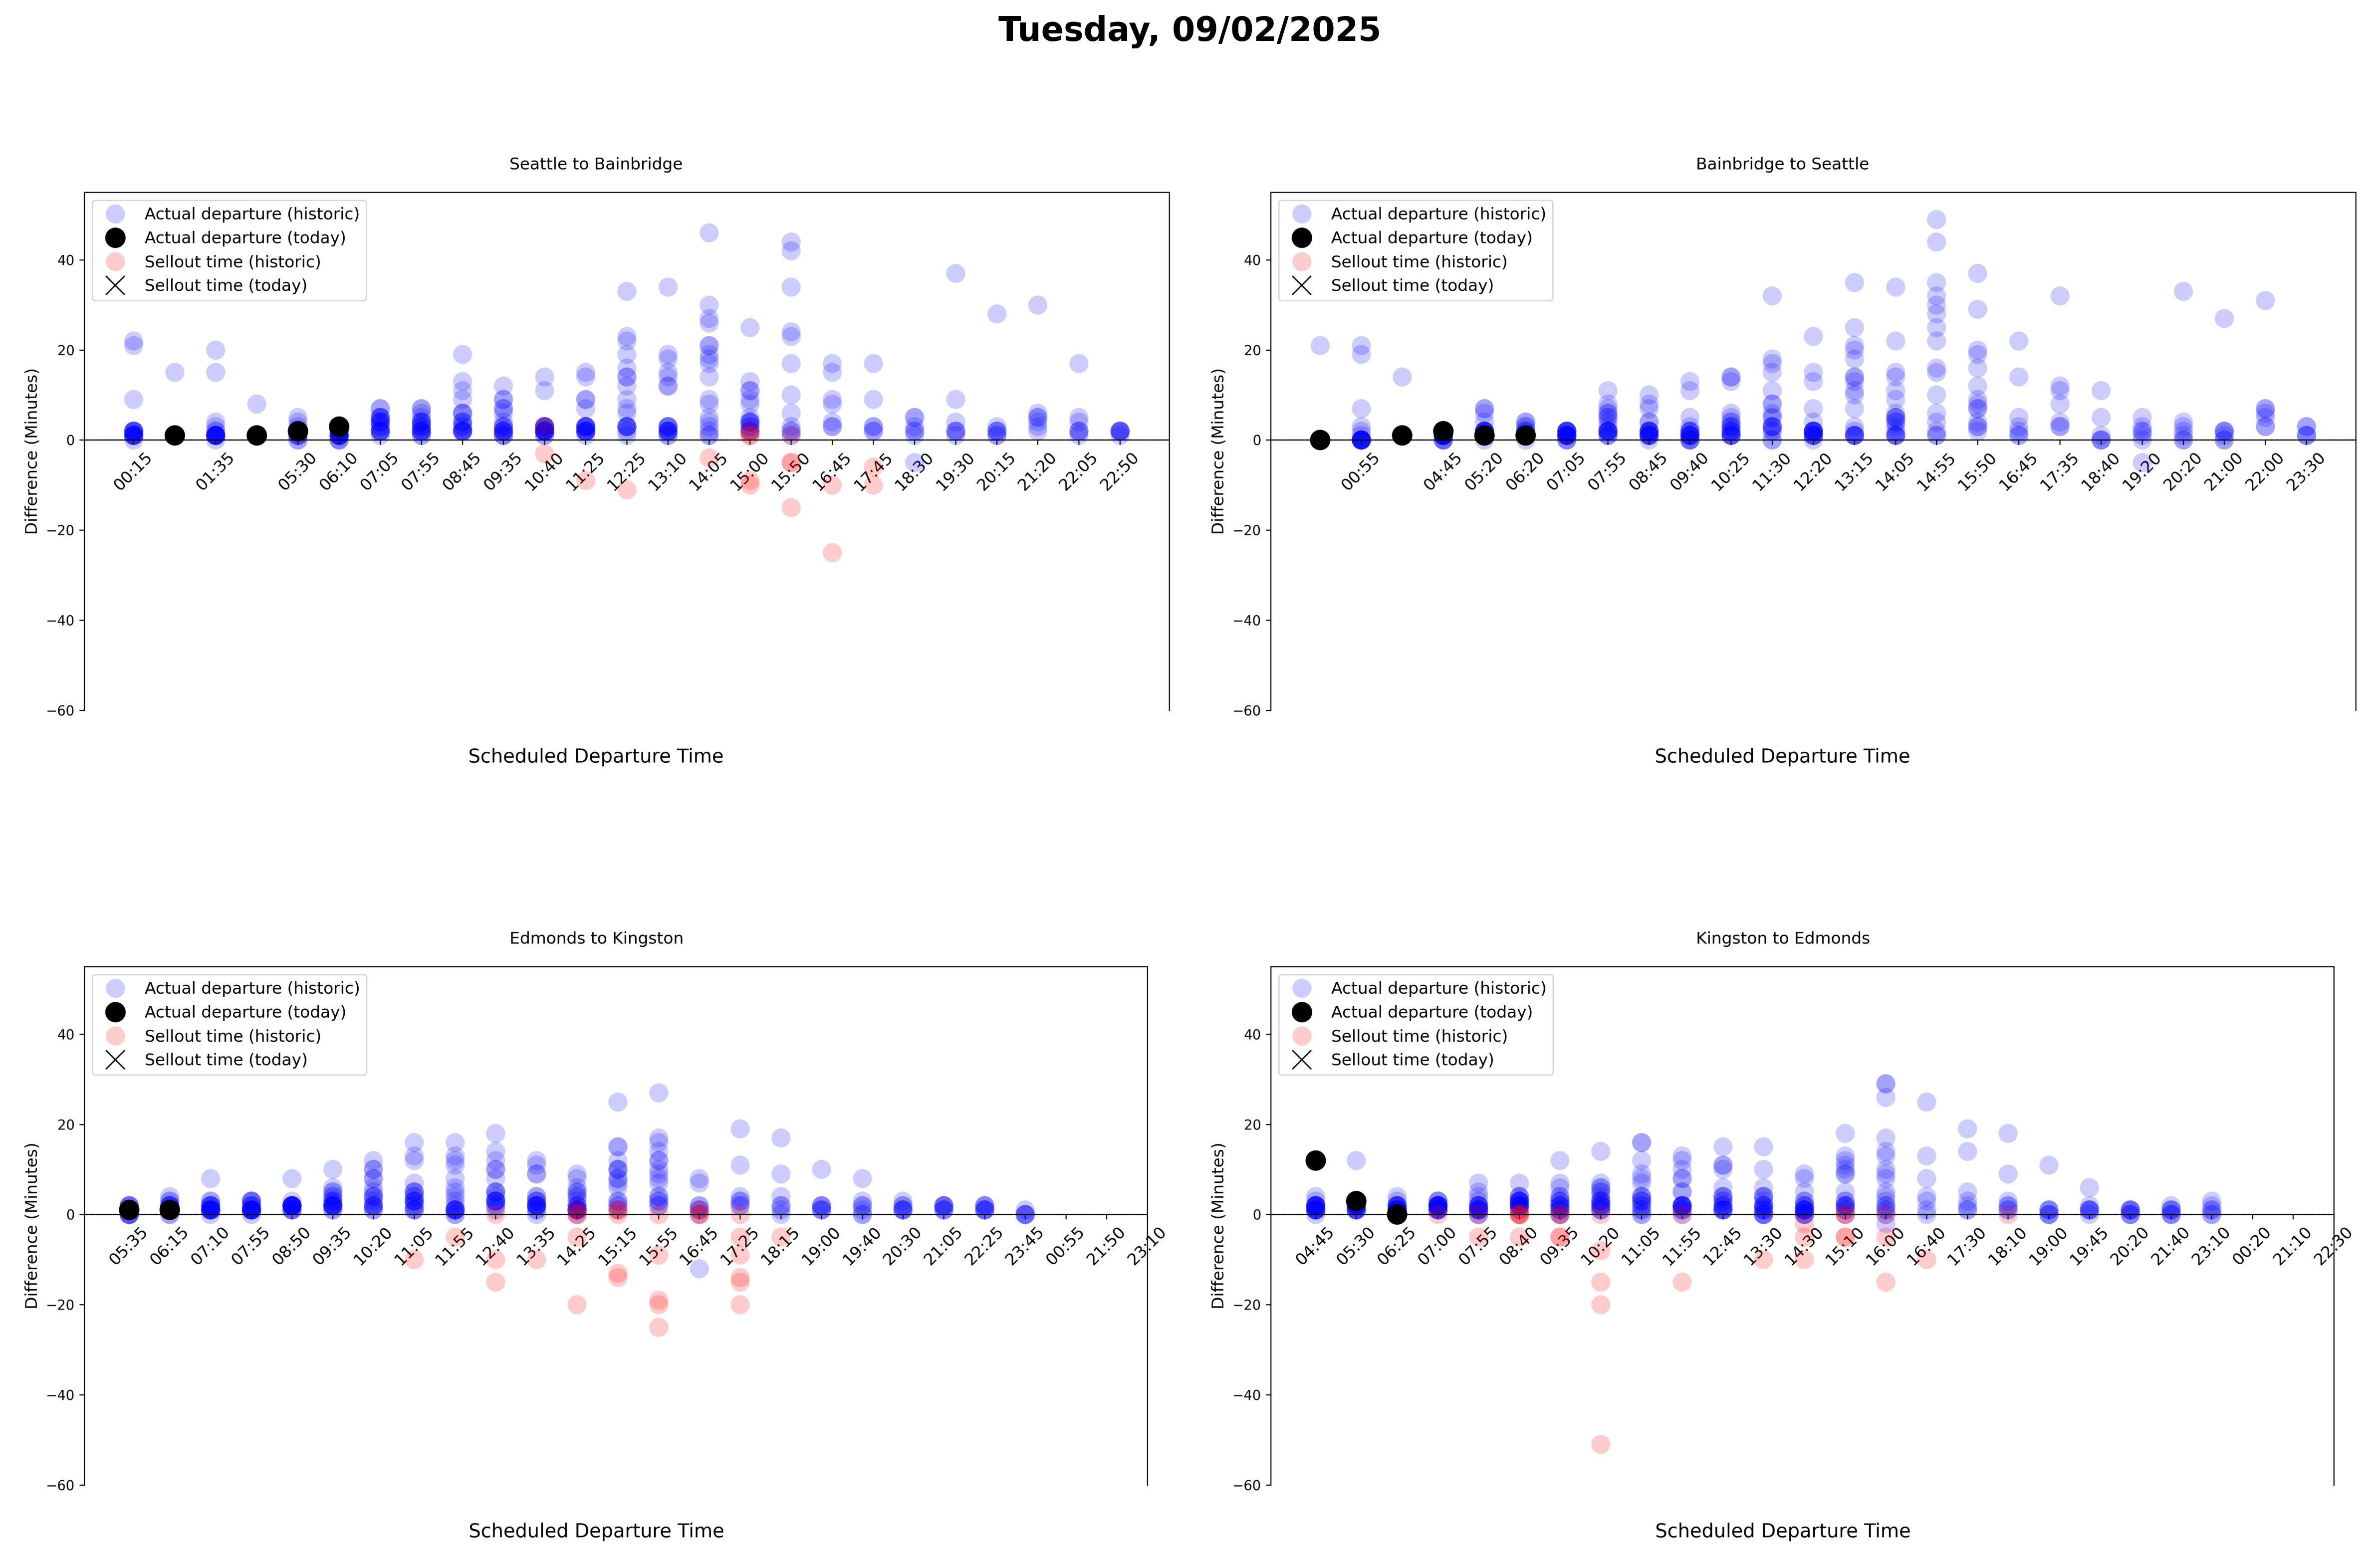 Tuesday, 09/02/2025
Seattle to Bainbridge
Actual departure (historic)
Actual departure (today)
Sellout time (historic)
Sellout time (today)
Difference (Minutes)
40
20
0
−20
−40
−60
00:15 01:35 05:30 06:10 07:05 07:55 08:45 09:35 10:40 11:25 12:25 13:10 14:05 15:00 15:50 16:45 17:45 18:30 19:30 20:15 21:20 22:05 22:50
Scheduled Departure Time
Bainbridge to Seattle
Actual departure (historic)
Actual departure (today)
Sellout time (historic)
Sellout time (today)
Difference (Minutes)
40
20
0
−20
−40
−60
00:55 04:45 05:20 06:20 07:05 07:55 08:45 09:40 10:25 11:30 12:20 13:15 14:05 14:55 15:50 16:45 17:35 18:40 19:20 20:20 21:00 22:00 23:30
Scheduled Departure Time
Edmonds to Kingston
Actual departure (historic)
Actual departure (today)
Sellout time (historic)
Sellout time (today)
Difference (Minutes)
40
20
0
−20
−40
−60
05:35 06:15 07:10 07:55 08:50 09:35 10:20 11:05 11:55 12:40 13:35 14:25 15:15 15:55 16:45 17:25 18:15 19:00 19:40 20:30 21:05 22:25 23:45 00:55 21:50 23:10
Scheduled Departure Time
Kingston to Edmonds
Actual departure (historic)
Actual departure (today)
Sellout time (historic)
Sellout time (today)
Difference (Minutes)
40
20
0
−20
−40
−60
04:45 05:30 06:25 07:00 07:55 08:40 09:35 10:20 11:05 11:55 12:45 13:30 14:30 15:10 16:00 16:40 17:30 18:10 19:00 19:45 20:20 21:40 23:10 00:20 21:10 22:30
Scheduled Departure Time